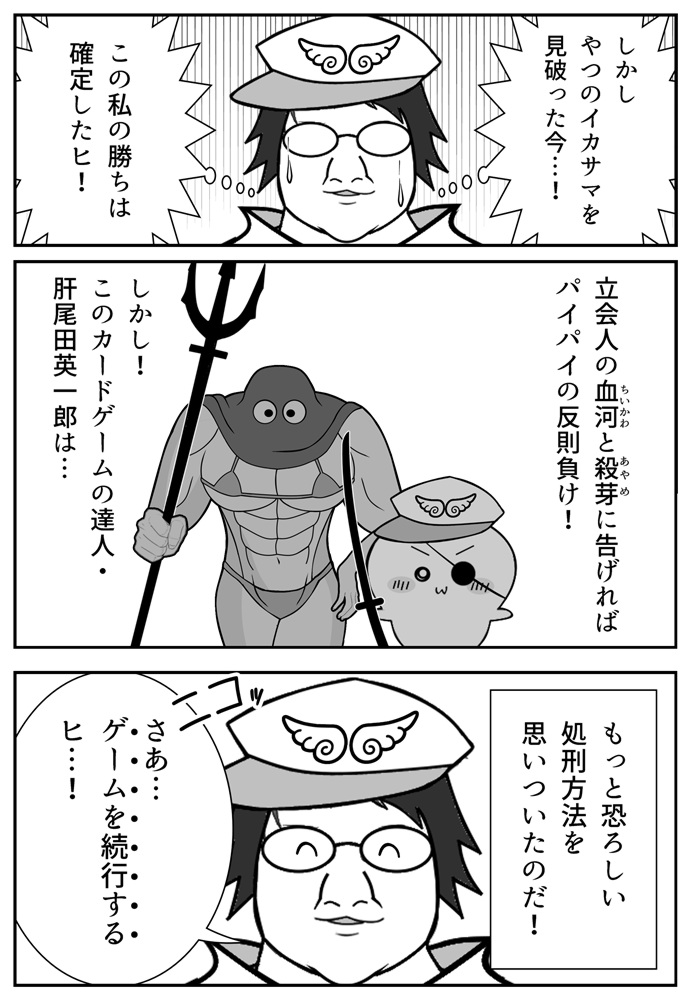 しかし
やつのイカサマを
見破った今…!
この私の勝ちは
確定したヒ!
立会人の血河と殺芽に告げれば
ちいかわ
あやめ
パイパイの反則負け!
しかし!
このカードゲームの達人・
肝尾田英一郎は…
もっと恐ろしい
処刑方法を
思いついたのだ!
ニコッ
さあ…
ゲームを続行する
ヒ…!